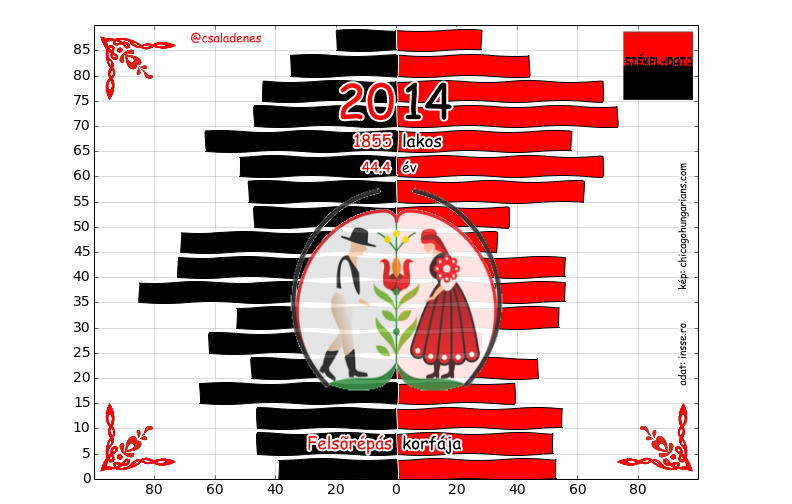 @csaladenes
SZÉKELYDATA
2014
1855 lakos
44.4 év
kép: chicagohungarians.com
adat: insse.ro
Felsõrépás korfája
85
80
75
70
65
60
55
50
45
40
35
30
25
20
15
10
5
0
80 60 40 20 0 20 40 60 80